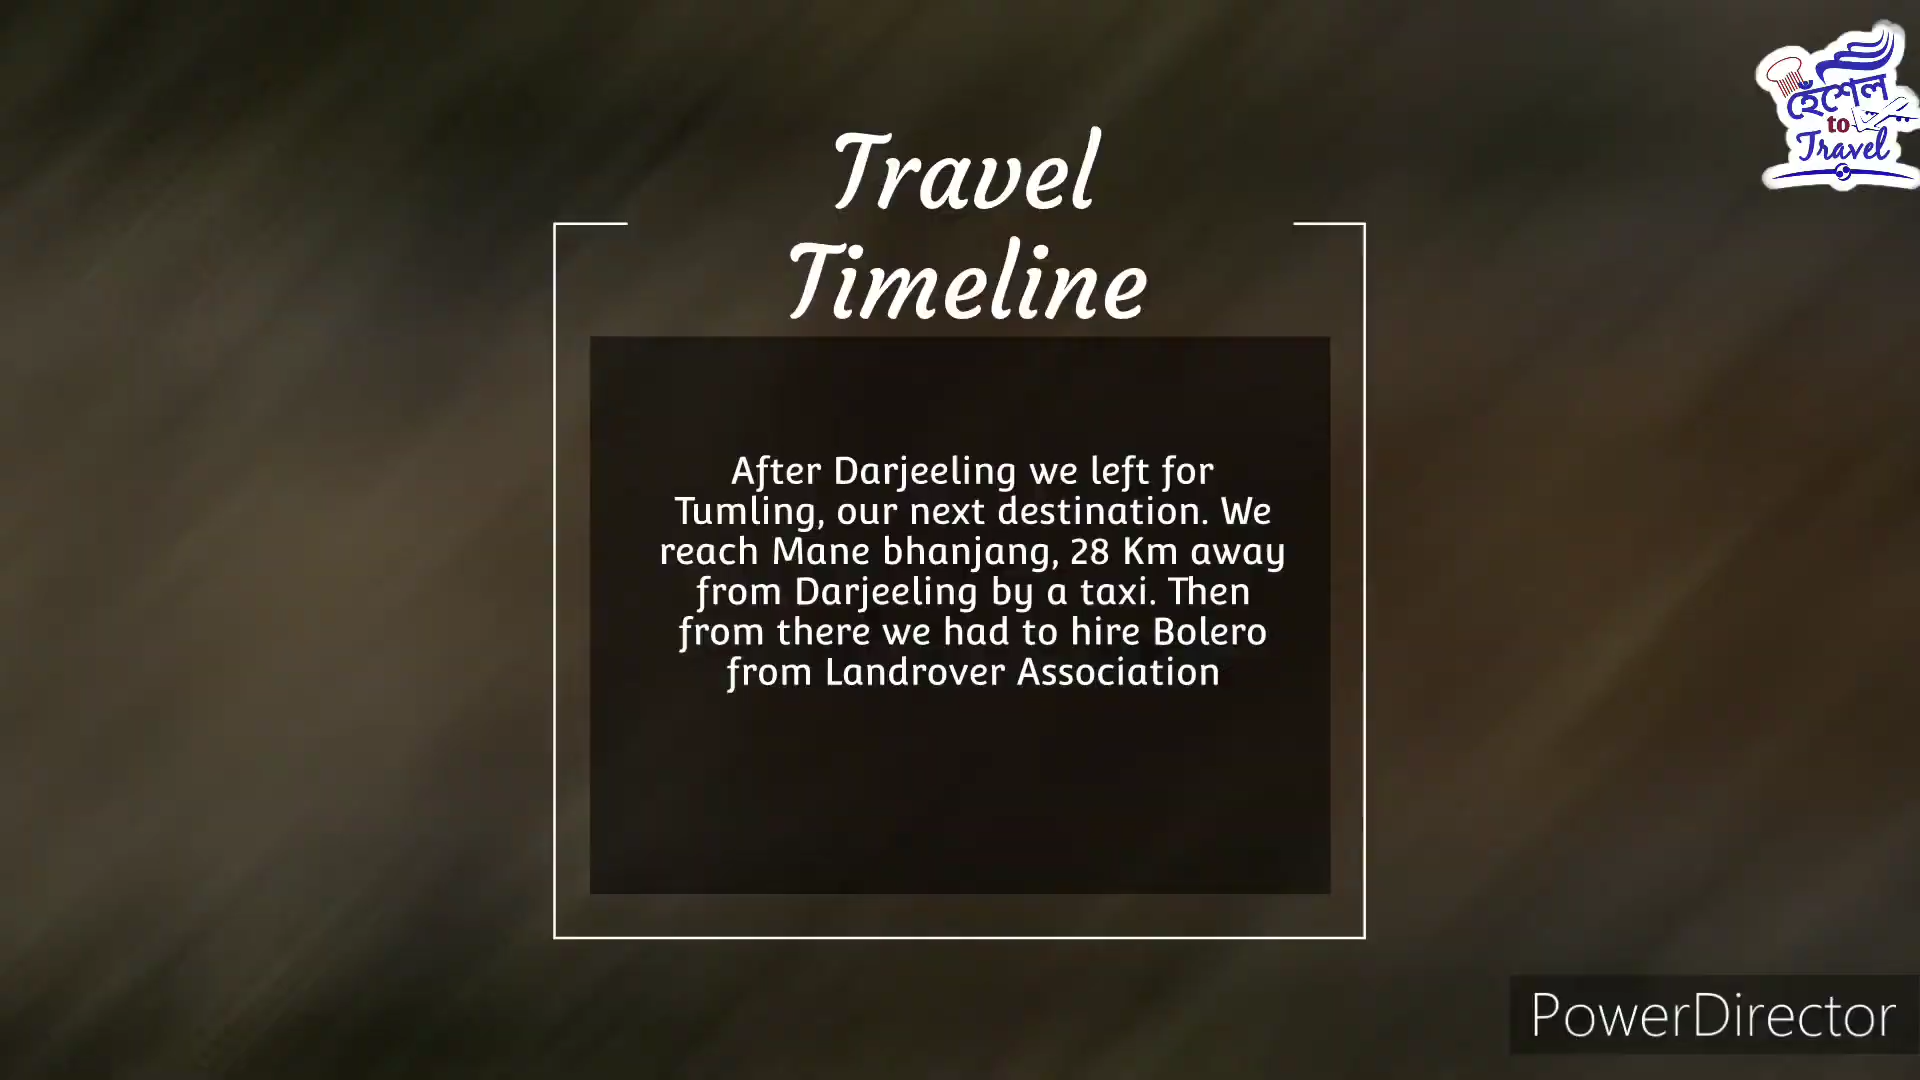 হেঁশেল
to
Travel
Travel
Timeline
After Darjeeling we left for
Tumling, our next destination. We
reach Mane bhanjang, 28 Km away
from Darjeeling by a taxi. Then
from there we had to hire Bolero
from Landrover Association
PowerDirector